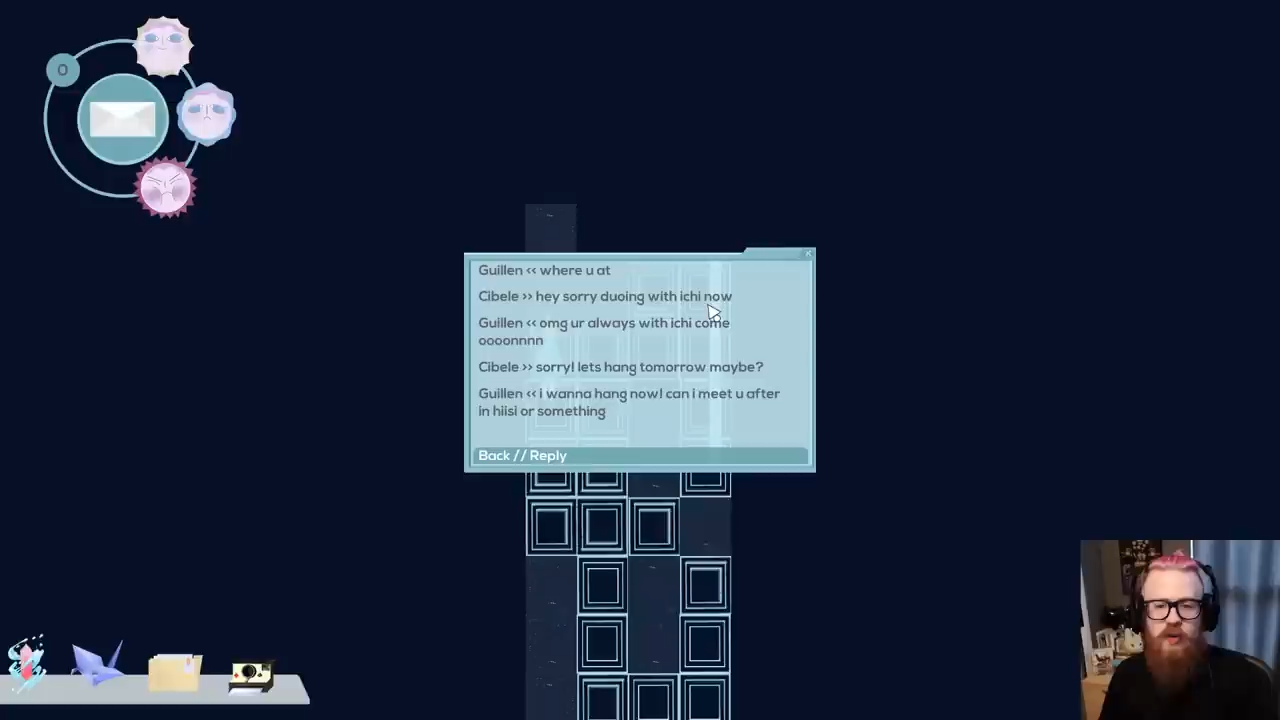 0
Guillen << where u at
Cibele >> hey sorry duoing with ichi now
Guillen << omg ur always with ichi come
oooonnnn
Cibele >> sorry! lets hang tomorrow maybe?
Guillen << i wanna hang now! can i meet u after
in hiisi or something
Back // Reply